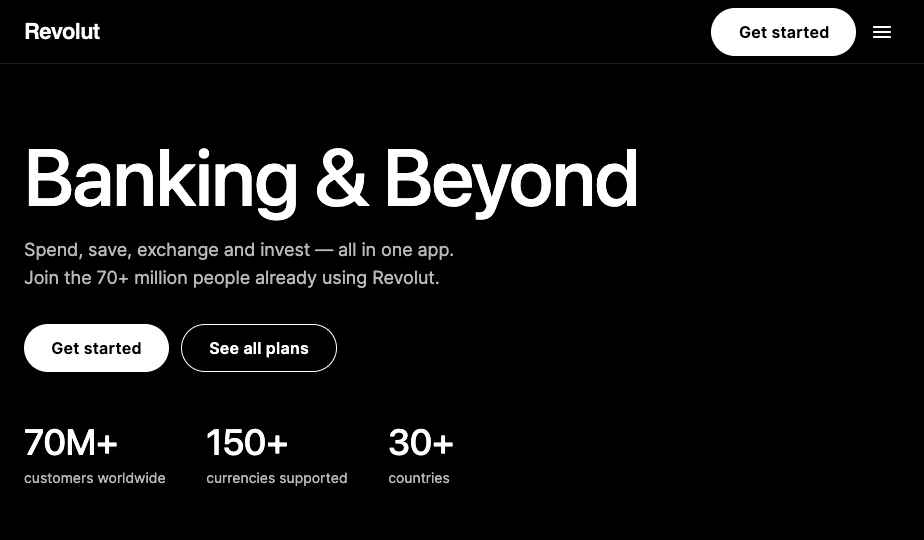 Revolut
Get started
Banking & Beyond
Spend, save, exchange and invest — all in one app.
Join the 70+ million people already using Revolut.
Get started
See all plans
70M+
customers worldwide
150+
currencies supported
30+
countries